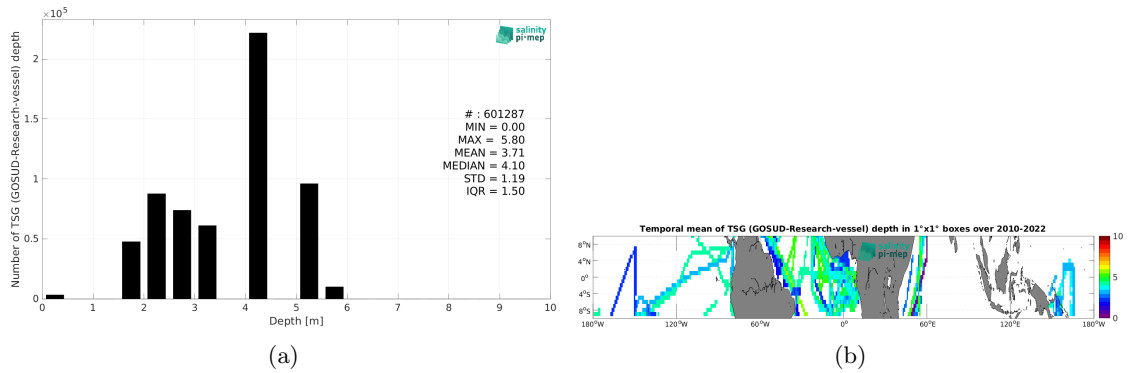 ×10⁵
salinity
pi-mep
Number of TSG (GOSUD-Research-vessel) depth
2
1.5
1
0.5
0
# : 601287
MIN = 0.00
MAX = 5.80
MEAN = 3.71
MEDIAN = 4.10
STD = 1.19
IQR = 1.50
0 1 2 3 4 5 6 7 8 9 10
Depth [m]
(a)
Temporal mean of TSG (GOSUD-Research-vessel) depth in 1°x1° boxes over 2010-2022
salinity
pi-mep
8°N
4°N
0°
4°S
8°S
180°W 120°W 60°W 0° 60°E 120°E 180°W
10
5
0
(b)